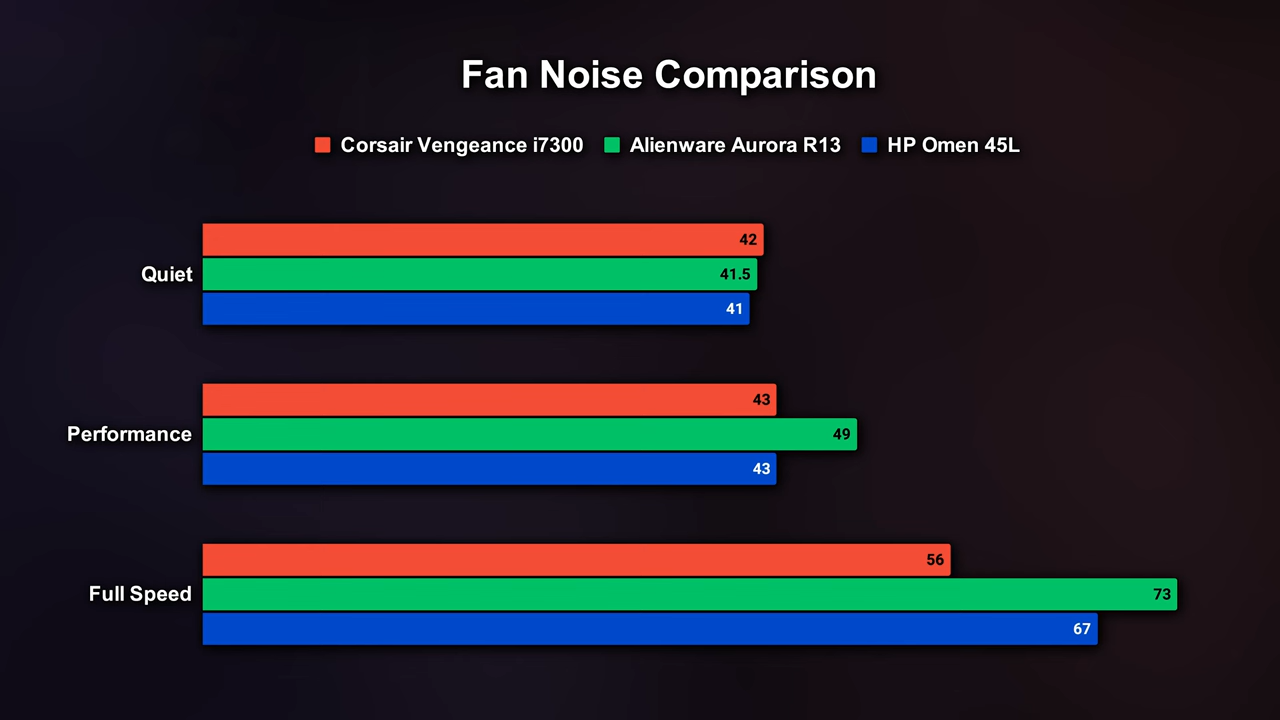 Fan Noise Comparison
Corsair Vengeance i7300 Alienware Aurora R13 HP Omen 45L
42
Quiet 41.5
41
43
Performance 49
43
56
Full Speed 73
67